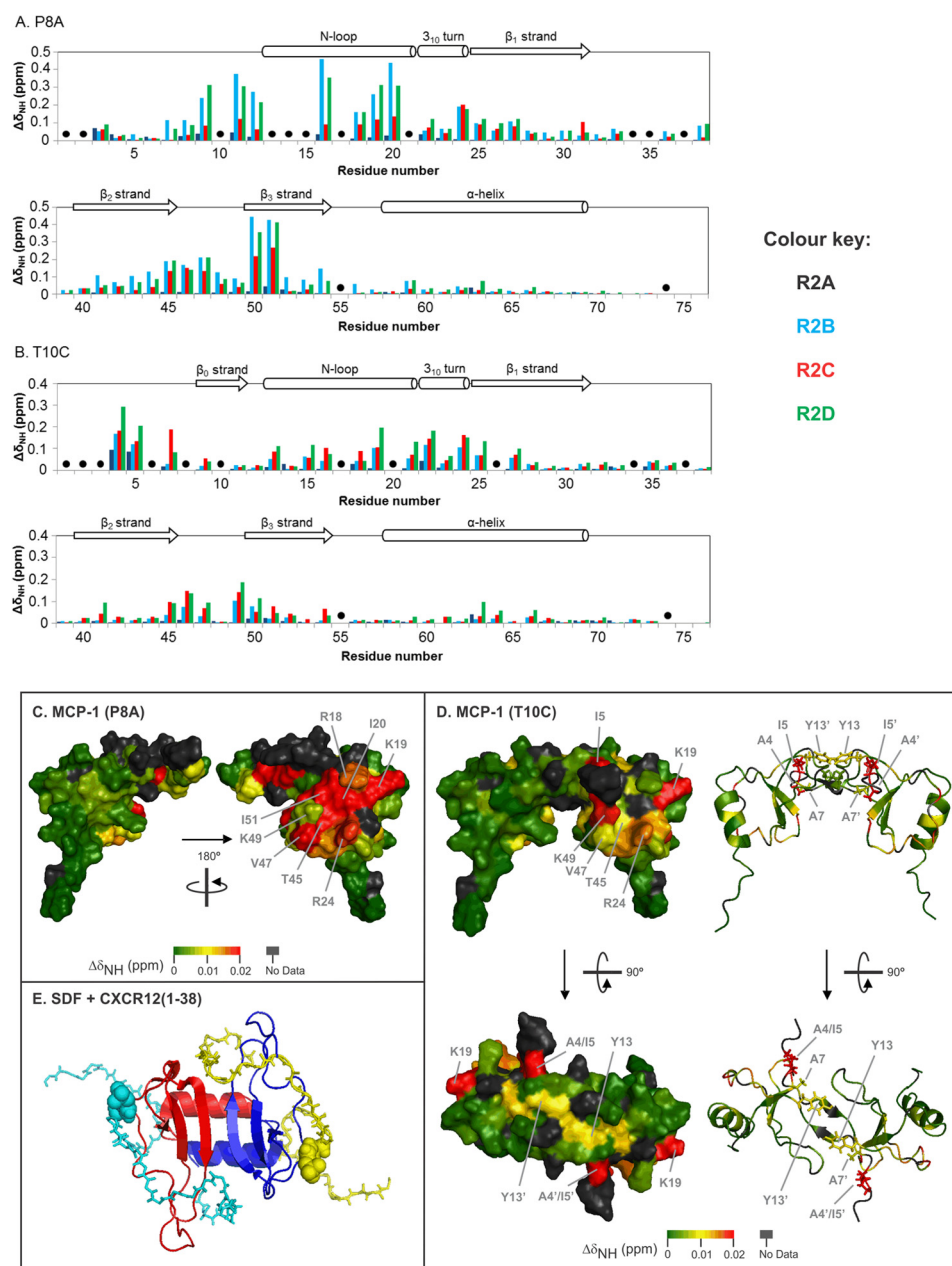 A. P8A
N-loop 3₁₀ turn β₁ strand
0.5
0.4
0.3
0.2
0.1
0
Δδ_NH (ppm)
5 10 15 20 25 30 35
Residue number
β₂ strand β₃ strand α-helix
0.5
0.4
0.3
0.2
0.1
0
Δδ_NH (ppm)
40 45 50 55 60 65 70 75
Residue number
Colour key:
R2A
R2B
R2C
R2D
B. T10C
β₀ strand N-loop 3₁₀ turn β₁ strand
0.4
0.3
0.2
0.1
0
Δδ_NH (ppm)
5 10 15 20 25 30 35
Residue number
β₂ strand β₃ strand α-helix
0.4
0.3
0.2
0.1
0
Δδ_NH (ppm)
40 45 50 55 60 65 70 75
Residue number
C. MCP-1 (P8A)
R18
I20
K19
I51
K49
V47
T45
R24
180º
Δδ_NH (ppm)
0 0.01 0.02 No Data
D. MCP-1 (T10C)
I5
K19
K49
V47
T45
R24
I5 Y13' Y13 I5'
A4 A4'
A7 A7'
90º
90º
K19
A4/I5
Y13
Y13'
A4'/I5'
K19
A4/I5
A7
Y13
Y13'
A7'
A4'/I5'
Δδ_NH (ppm)
0 0.01 0.02 No Data
E. SDF + CXCR12(1-38)